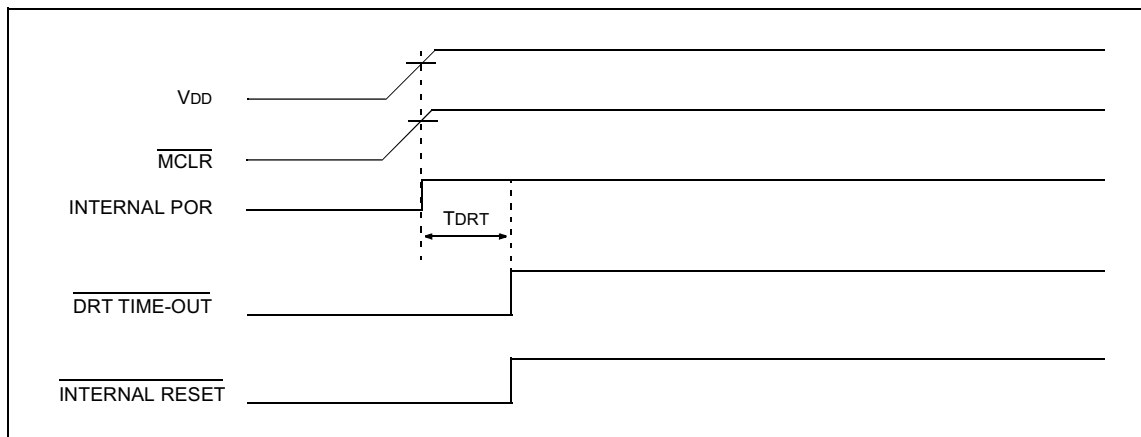 VDD
MCLR
INTERNAL POR
TDRT
DRT TIME-OUT
INTERNAL RESET